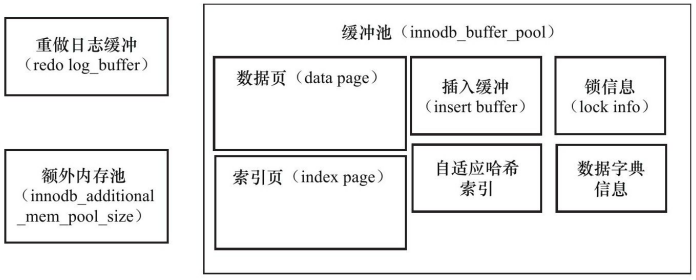 重做日志缓冲
（redo log_buffer）
额外内存池
（innodb_additional
_mem_pool_size）
缓冲池（innodb_buffer_pool）
数据页（data page）
插入缓冲
（insert buffer）
锁信息
（lock info）
索引页（index page）
自适应哈希
索引
数据字典
信息